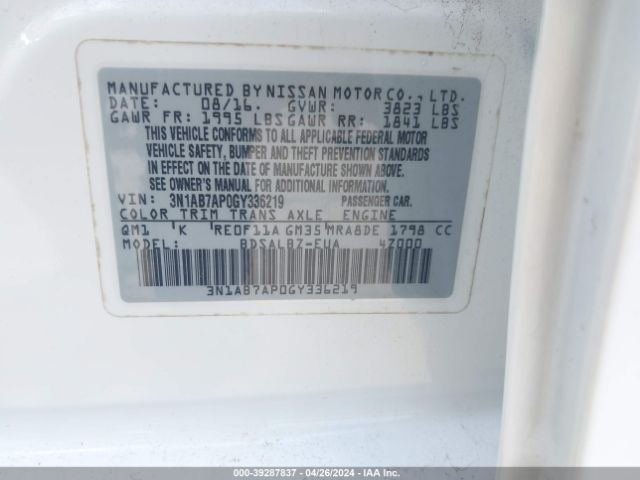 MANUFACTURED BY NISSAN MOTOR CO., LTD.
DATE: 08/16. GVWR: 3823 LBS
GAWR FR: 1995 LBS GAWR RR: 1841 LBS
THIS VEHICLE CONFORMS TO ALL APPLICABLE FEDERAL MOTOR
VEHICLE SAFETY, BUMPER AND THEFT PREVENTION STANDARDS
IN EFFECT ON THE DATE OF MANUFACTURE SHOWN ABOVE.
SEE OWNER'S MANUAL FOR ADDITIONAL INFORMATION.
VIN: 3N1AB7AP0GY336219 PASSENGER CAR.
COLOR TRIM TRANS AXLE ENGINE
QM1 K RE0F11A GM35 MRA8DE 1798 CC
MODEL: BDSALBZ-EUA 4Z000
3N1AB7AP0GY336219
000-39287837 - 04/26/2024 - IAA Inc.